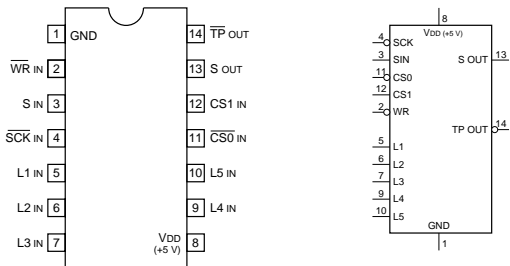 1 GND 14 TP OUT
WR IN 2 13 S OUT
S IN 3 12 CS1 IN
SCK IN 4 11 CS0 IN
L1 IN 5 10 L5 IN
L2 IN 6 9 L4 IN
L3 IN 7 VDD (+5 V) 8
8
VDD (+5 V)
4 SCK
3 SIN S OUT 13
11 CS0
12 CS1
2 WR
TP OUT 14
5 L1
6 L2
7 L3
9 L4
10 L5
GND
1